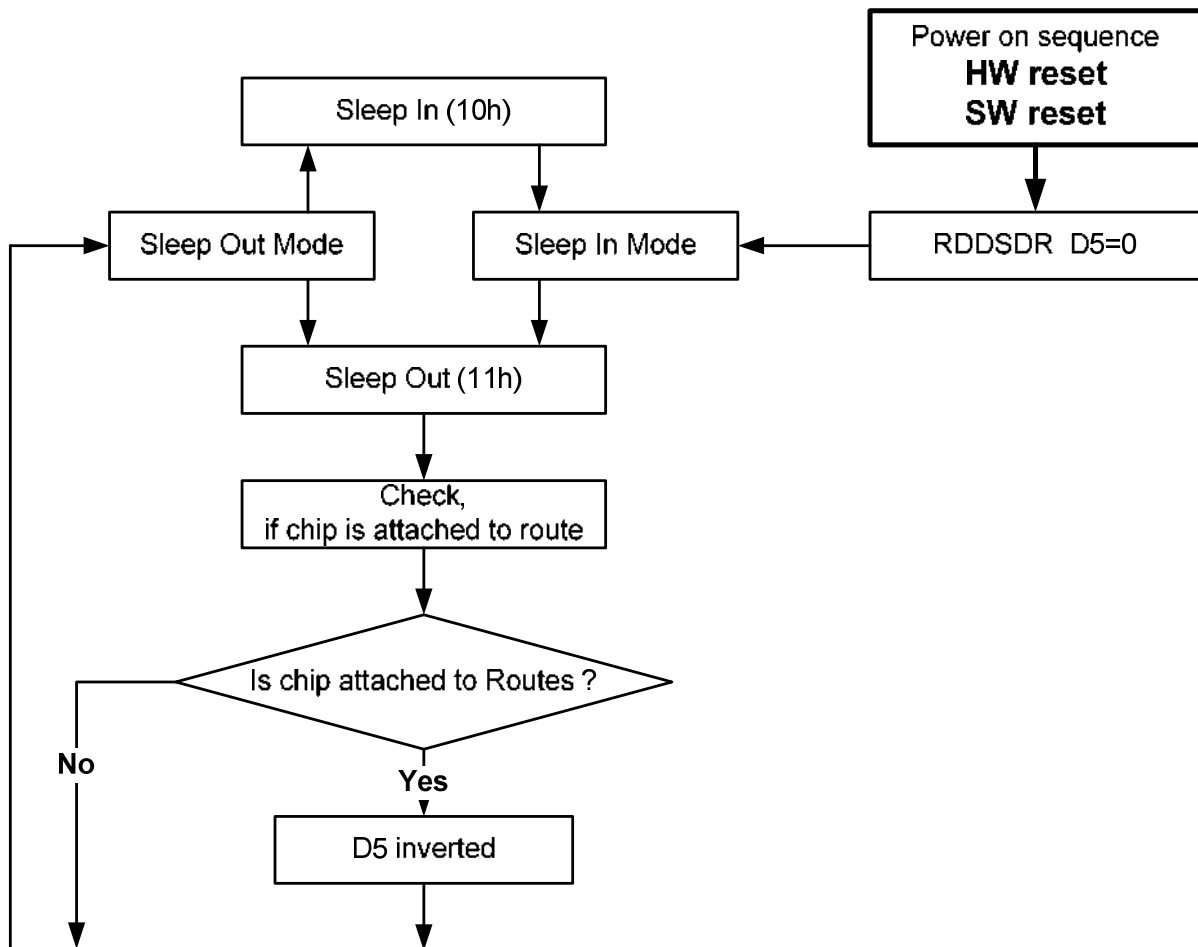 Power on sequence
HW reset
SW reset
Sleep In (10h)
Sleep Out Mode
Sleep In Mode
RDDSDR D5=0
Sleep Out (11h)
Check,
if chip is attached to route
Is chip attached to Routes ?
No
Yes
D5 inverted